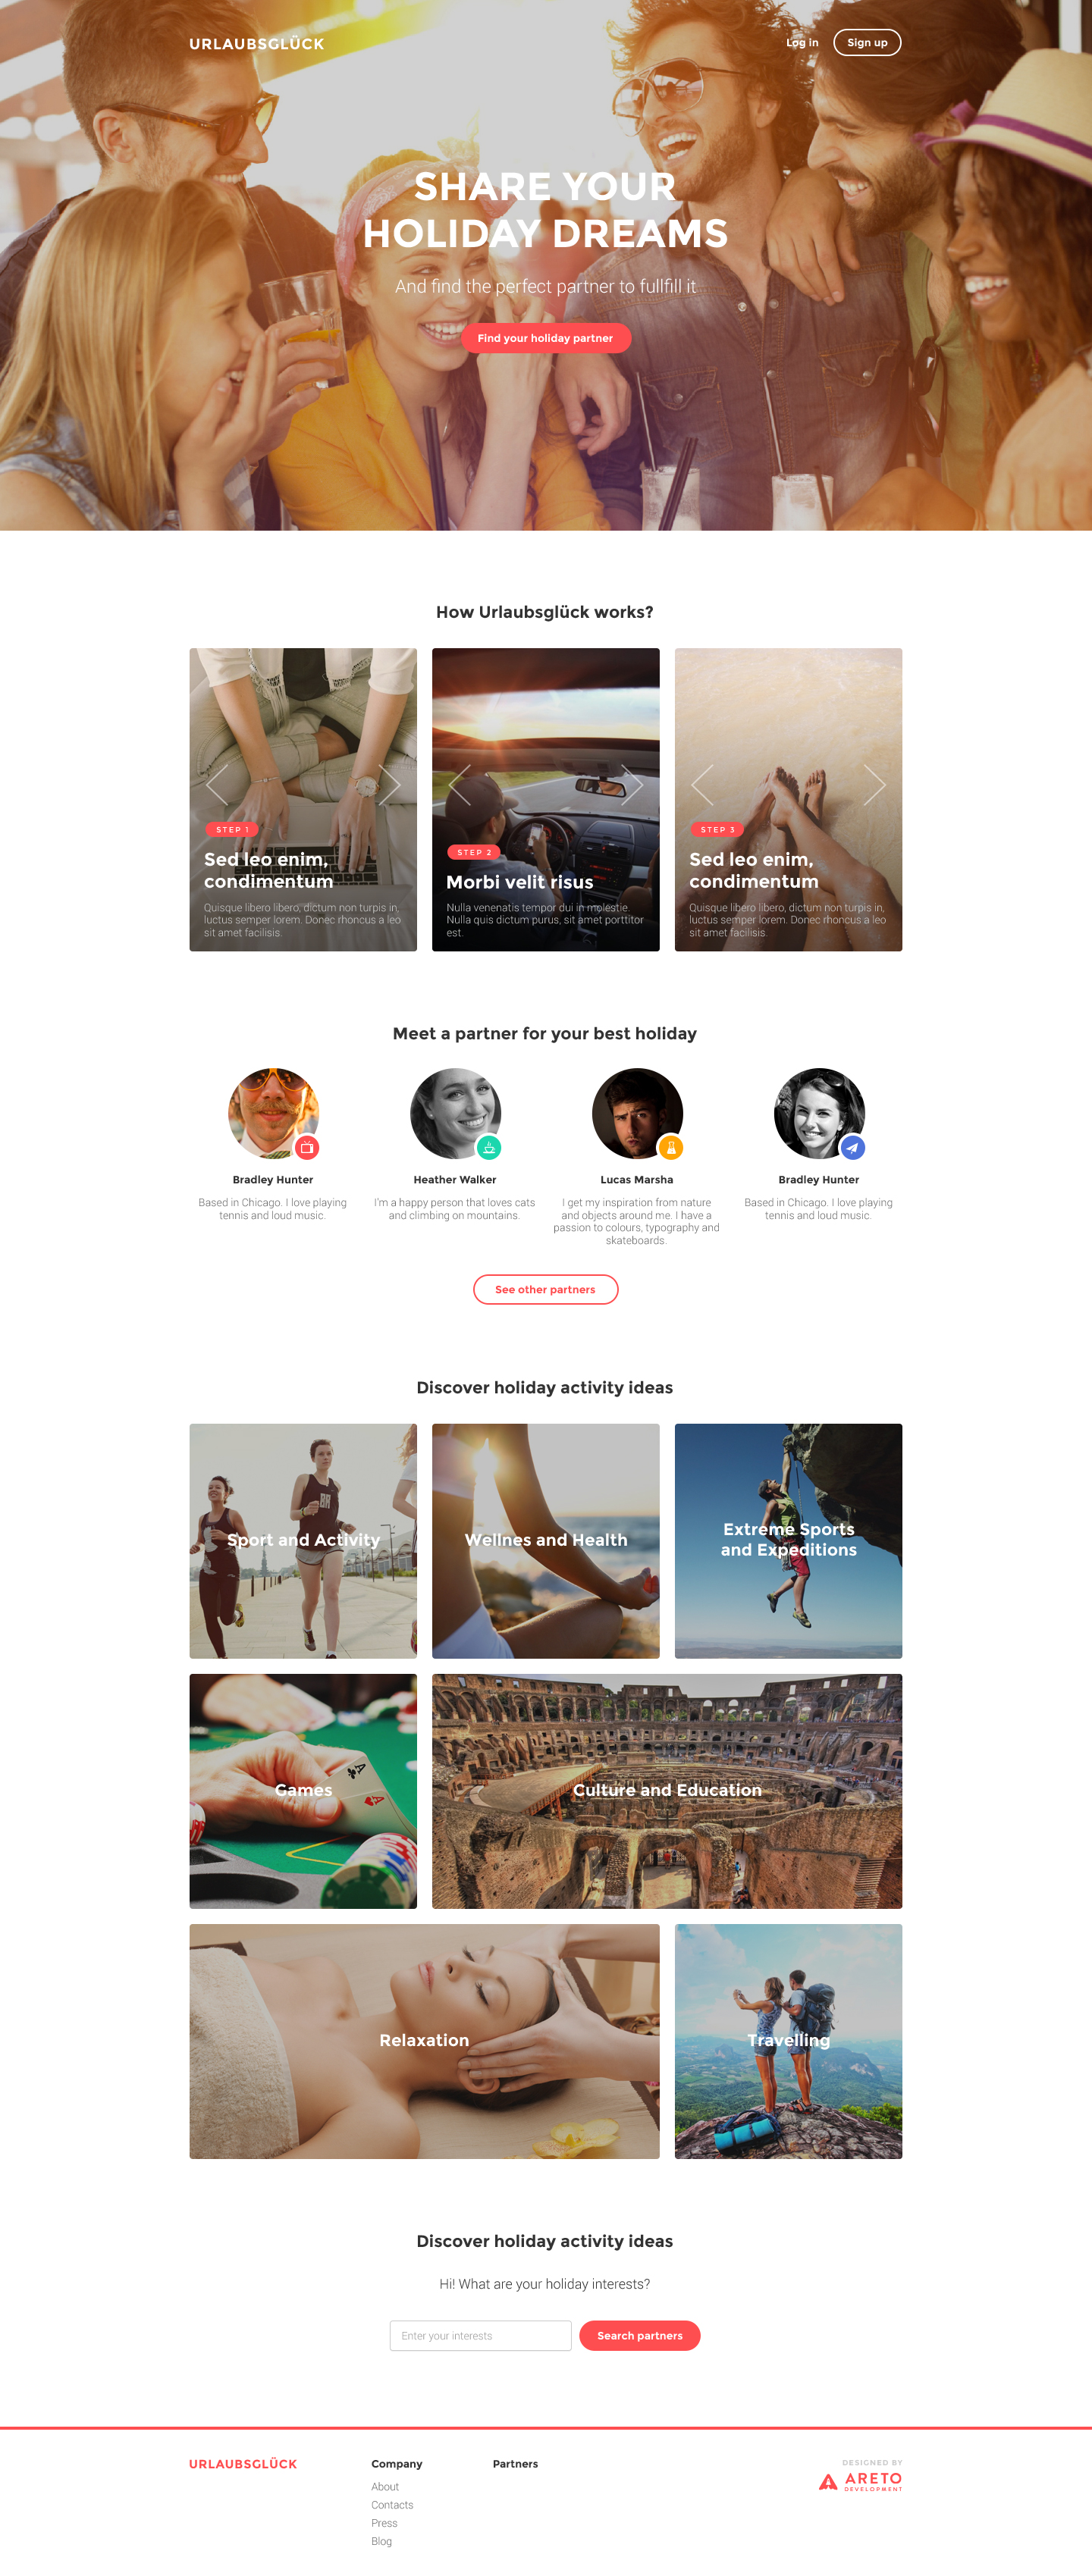 URLAUBSGLÜCK
Log in
Sign up
SHARE YOUR
HOLIDAY DREAMS
And find the perfect partner to fullfill it
Find your holiday partner
How Urlaubsglück works?
STEP 1
Sed leo enim,
condimentum
Quisque libero libero, dictum non turpis in,
luctus semper lorem. Donec rhoncus a leo
sit amet facilisis.
STEP 2
Morbi velit risus
Nulla venenatis tempor dui in molestie.
Nulla quis dictum purus, sit amet porttitor
est.
STEP 3
Sed leo enim,
condimentum
Quisque libero libero, dictum non turpis in,
luctus semper lorem. Donec rhoncus a leo
sit amet facilisis.
Meet a partner for your best holiday
Bradley Hunter
Based in Chicago. I love playing
tennis and loud music.
Heather Walker
I'm a happy person that loves cats
and climbing on mountains.
Lucas Marsha
I get my inspiration from nature
and objects around me. I have a
passion to colours, typography and
skateboards.
Bradley Hunter
Based in Chicago. I love playing
tennis and loud music.
See other partners
Discover holiday activity ideas
BR
Sport and Activity
Wellnes and Health
Extreme Sports
and Expeditions
A
A
Games
Culture and Education
Relaxation
Travelling
Discover holiday activity ideas
Hi! What are your holiday interests?
Enter your interests
Search partners
URLAUBSGLÜCK
Company
About
Contacts
Press
Blog
Partners
DESIGNED BY
ARETO
DEVELOPMENT